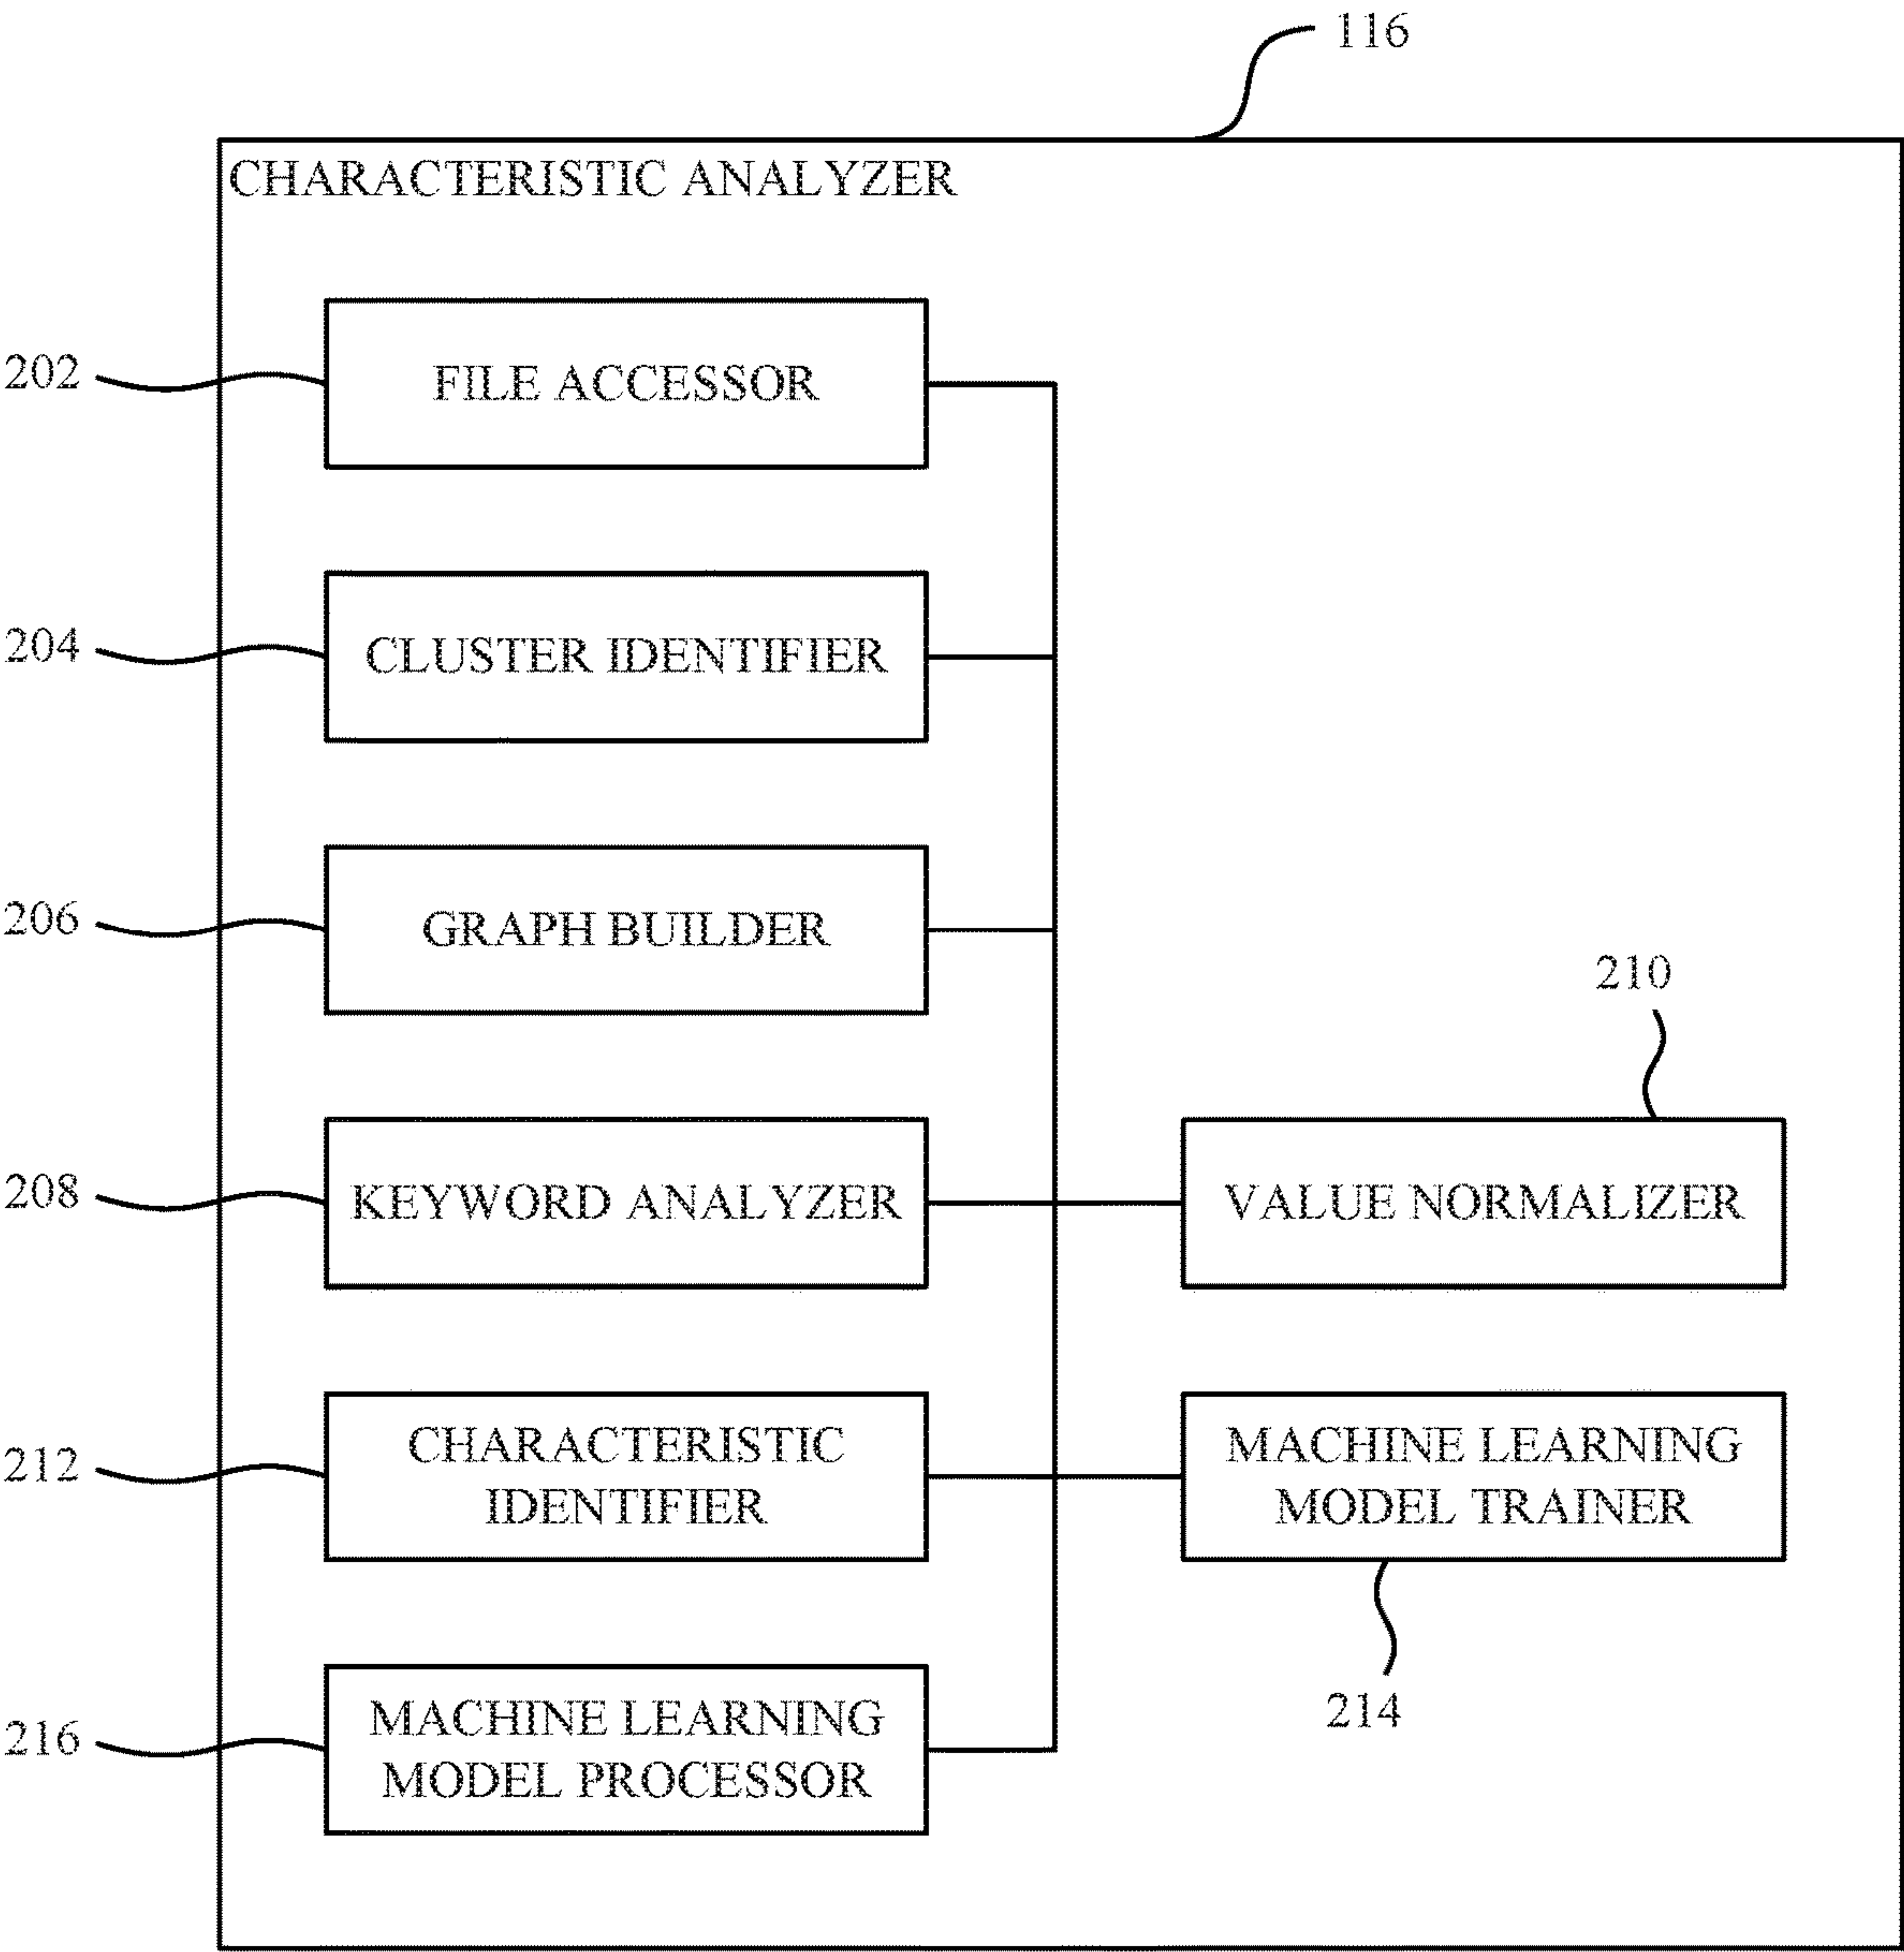 116
CHARACTERISTIC ANALYZER
202
FILE ACCESSOR
204
CLUSTER IDENTIFIER
206
GRAPH BUILDER
210
208
KEYWORD ANALYZER
VALUE NORMALIZER
212
CHARACTERISTIC
IDENTIFIER
MACHINE LEARNING
MODEL TRAINER
214
216
MACHINE LEARNING
MODEL PROCESSOR